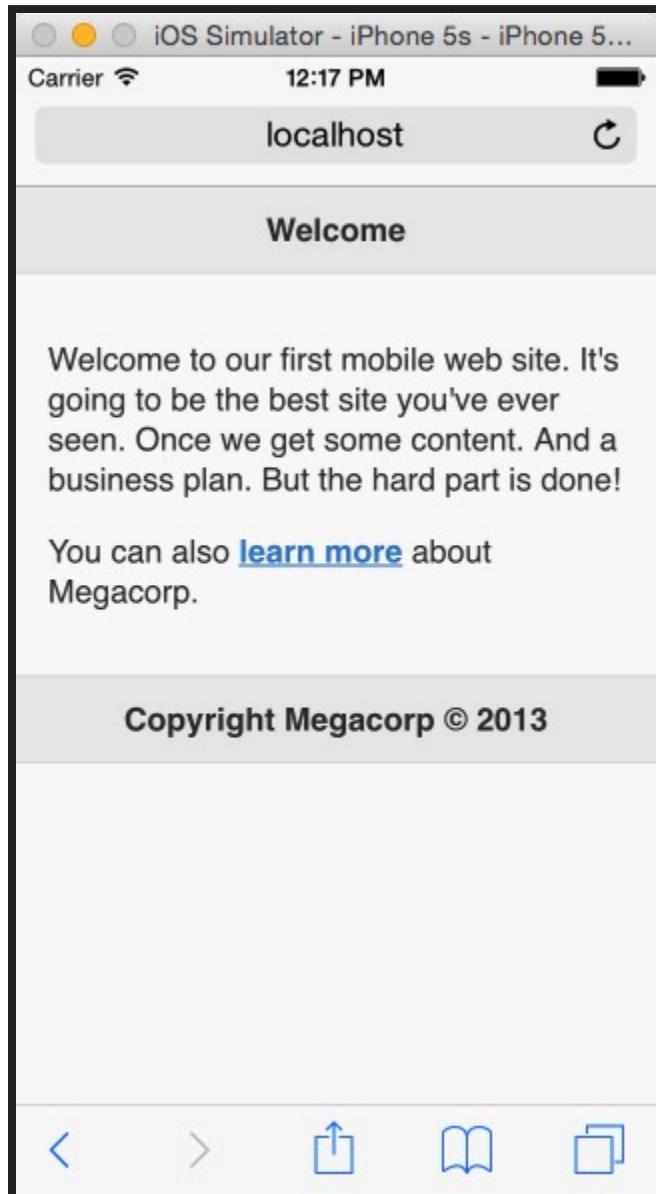 iOS Simulator - iPhone 5s - iPhone 5...
Carrier 12:17 PM
localhost
Welcome
Welcome to our first mobile web site. It's
going to be the best site you've ever
seen. Once we get some content. And a
business plan. But the hard part is done!
You can also learn more about
Megacorp.
Copyright Megacorp © 2013